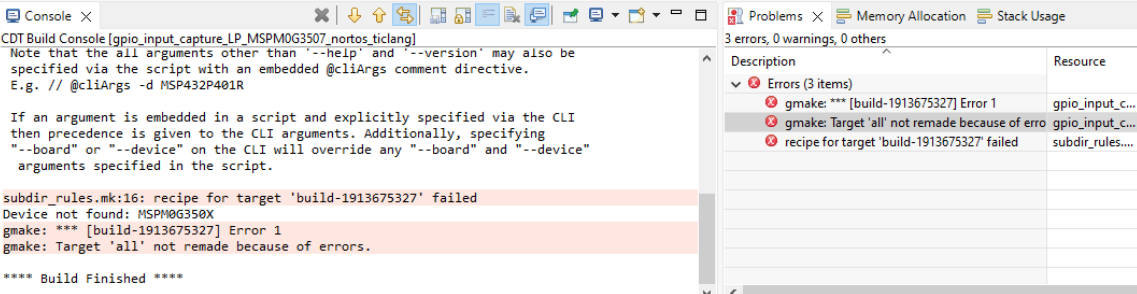 Console
CDT Build Console [gpio_input_capture_LP_MSPM0G3507_nortos_ticlang]
Note that the all arguments other than '--help' and '--version' may also be
specified via the script with an embedded @cliArgs comment directive.
E.g. // @cliArgs -d MSP432P401R
If an argument is embedded in a script and explicitly specified via the CLI
then precedence is given to the CLI arguments. Additionally, specifying
"--board" or "--device" on the CLI will override any "--board" and "--device"
arguments specified in the script.
subdir_rules.mk:16: recipe for target 'build-1913675327' failed
Device not found: MSPM0G350X
gmake: *** [build-1913675327] Error 1
gmake: Target 'all' not remade because of errors.
**** Build Finished ****
Problems Memory Allocation Stack Usage
3 errors, 0 warnings, 0 others
Description Resource
Errors (3 items)
gmake: *** [build-1913675327] Error 1 gpio_input_c...
gmake: Target 'all' not remade because of erro gpio_input_c...
recipe for target 'build-1913675327' failed subdir_rules....